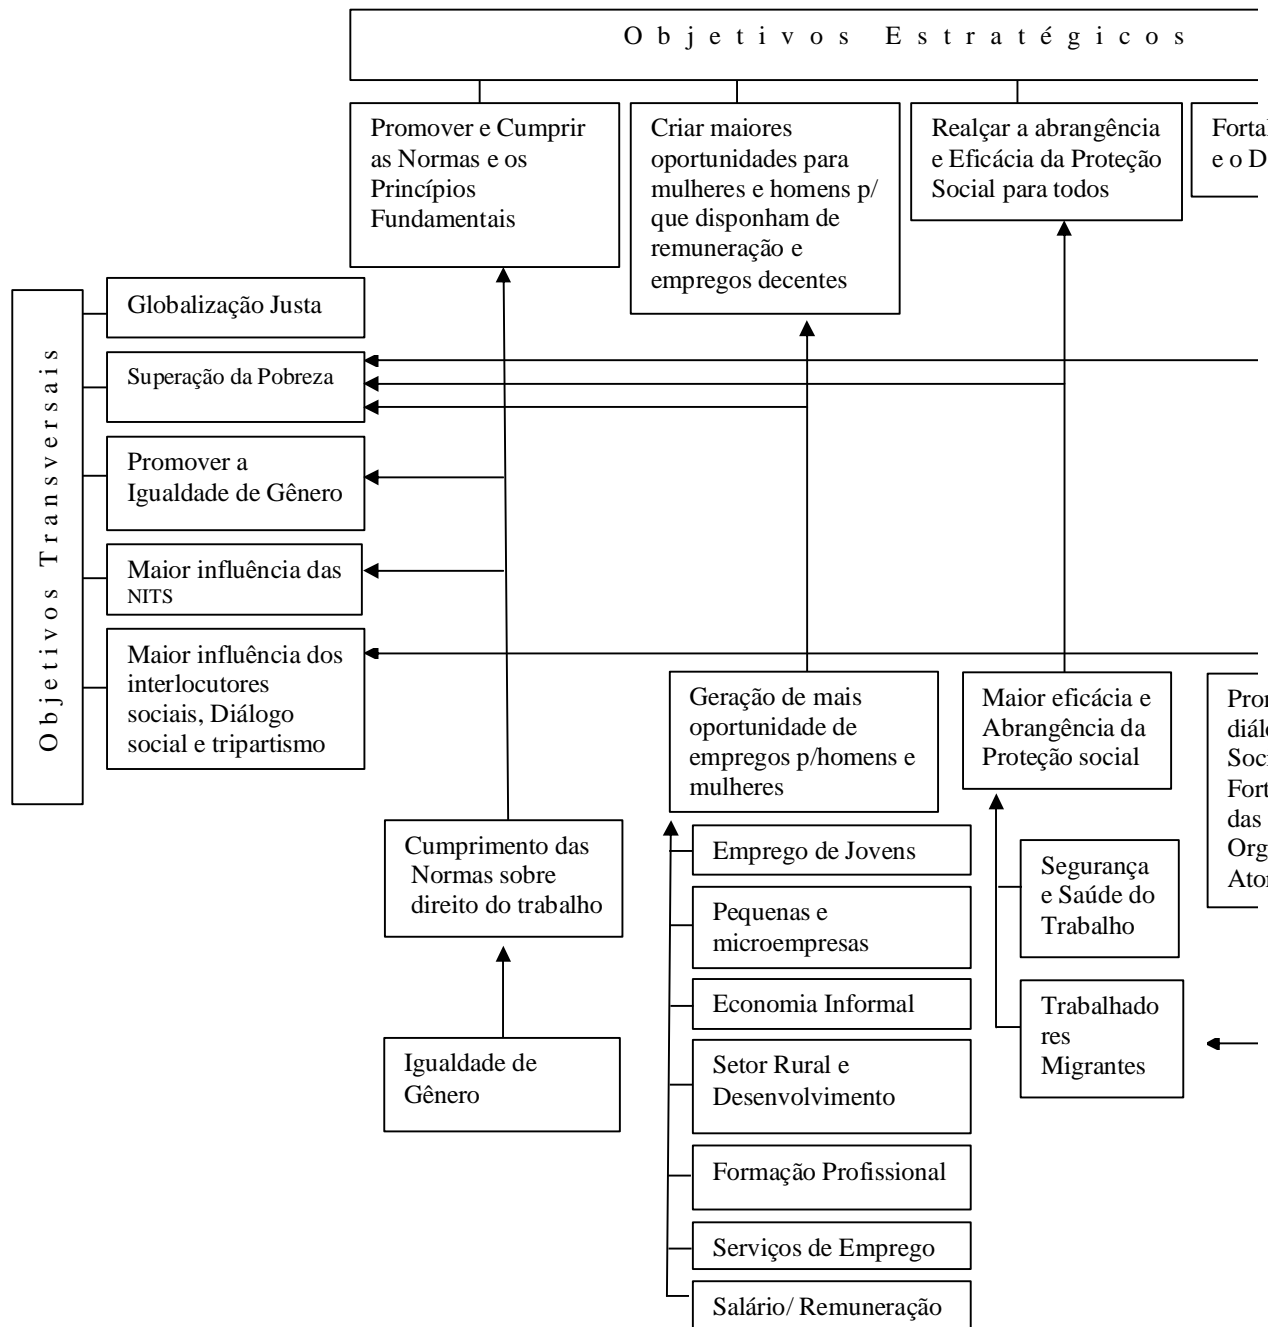 Objetivos Estratégicos
Promover e Cumprir
as Normas e os
Princípios
Fundamentais
Criar maiores
oportunidades para
mulheres e homens p/
que disponham de
remuneração e
empregos decentes
Realçar a abrangência
e Eficácia da Proteção
Social para todos
e o
Objetivos Transversais
Globalização Justa
Superação da Pobreza
Promover a
Igualdade de Gênero
Maior influência das
NITS
Maior influência dos
interlocutores
sociais, Diálogo
social e tripartismo
Cumprimento das
Normas sobre
direito do trabalho
Igualdade de
Gênero
Geração de mais
oportunidade de
empregos p/homens e
mulheres
Emprego de Jovens
Pequenas e
microempresas
Economia Informal
Setor Rural e
Desenvolvimento
Formação Profissional
Serviços de Emprego
Salário/ Remuneração
Maior eficácia e
Abrangência da
Proteção social
Segurança
e Saúde do
Trabalho
Trabalhado
res
Migrantes
das